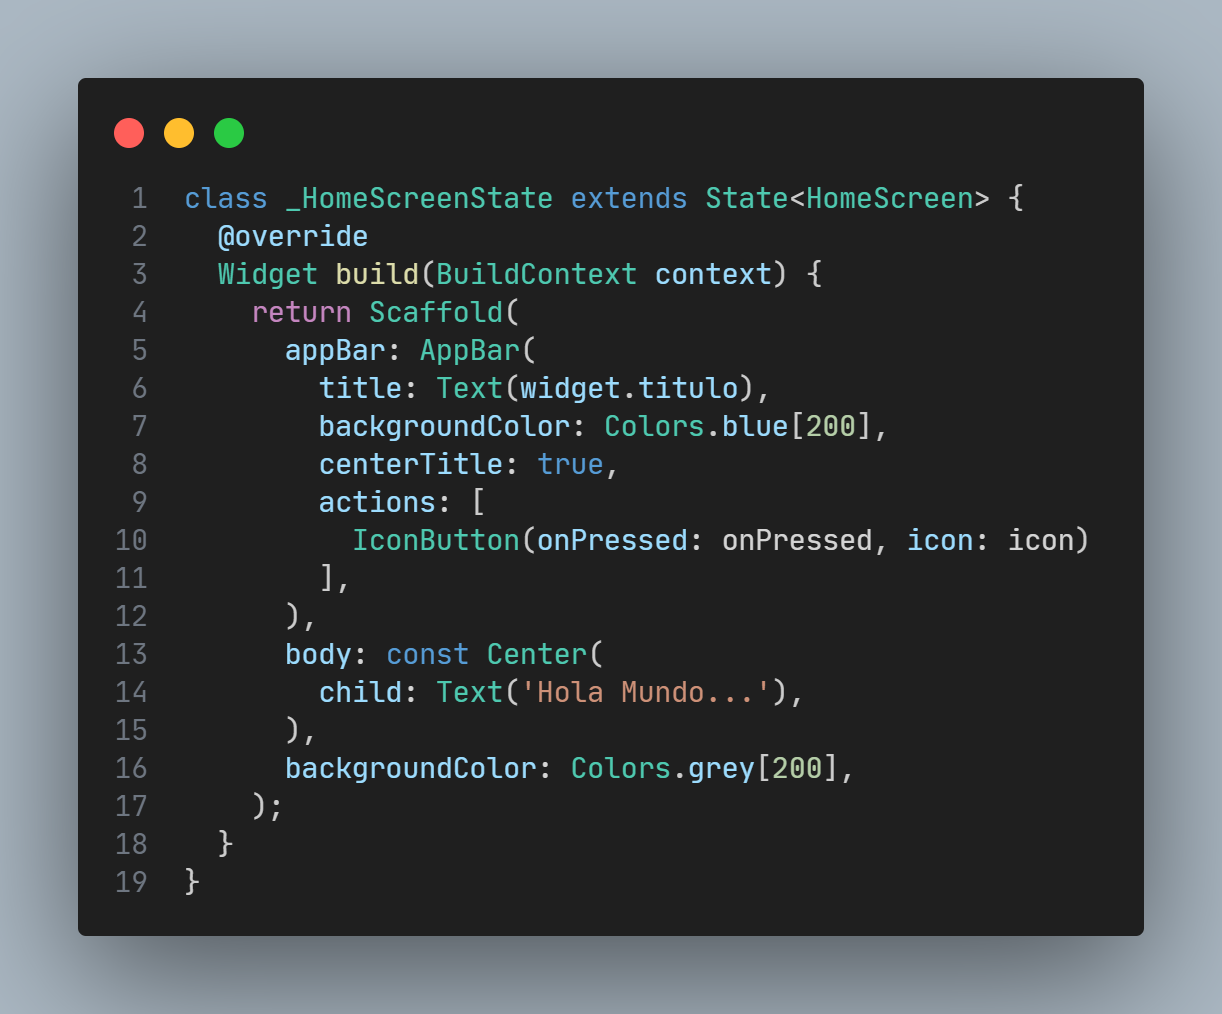 1 class _HomeScreenState extends State<HomeScreen> {
2   @override
3   Widget build(BuildContext context) {
4     return Scaffold(
5       appBar: AppBar(
6         title: Text(widget.titulo),
7         backgroundColor: Colors.blue[200],
8         centerTitle: true,
9         actions: [
10           IconButton(onPressed: onPressed, icon: icon)
11         ],
12       ),
13       body: const Center(
14         child: Text('Hola Mundo...'),
15       ),
16       backgroundColor: Colors.grey[200],
17     );
18   }
19 }